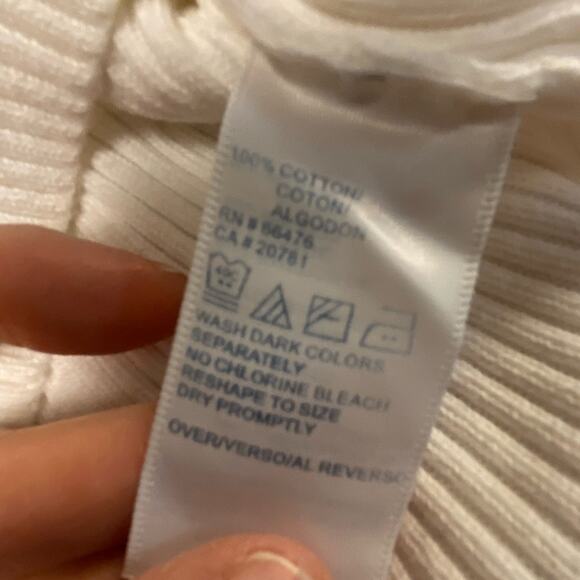 100% COTTON/
COTON/
ALGODON
RN # 66476
CA # 20781
40C
WASH DARK COLORS
SEPARATELY
NO CHLORINE BLEACH
RESHAPE TO SIZE
DRY PROMPTLY
OVER/VERSO/AL REVERSO